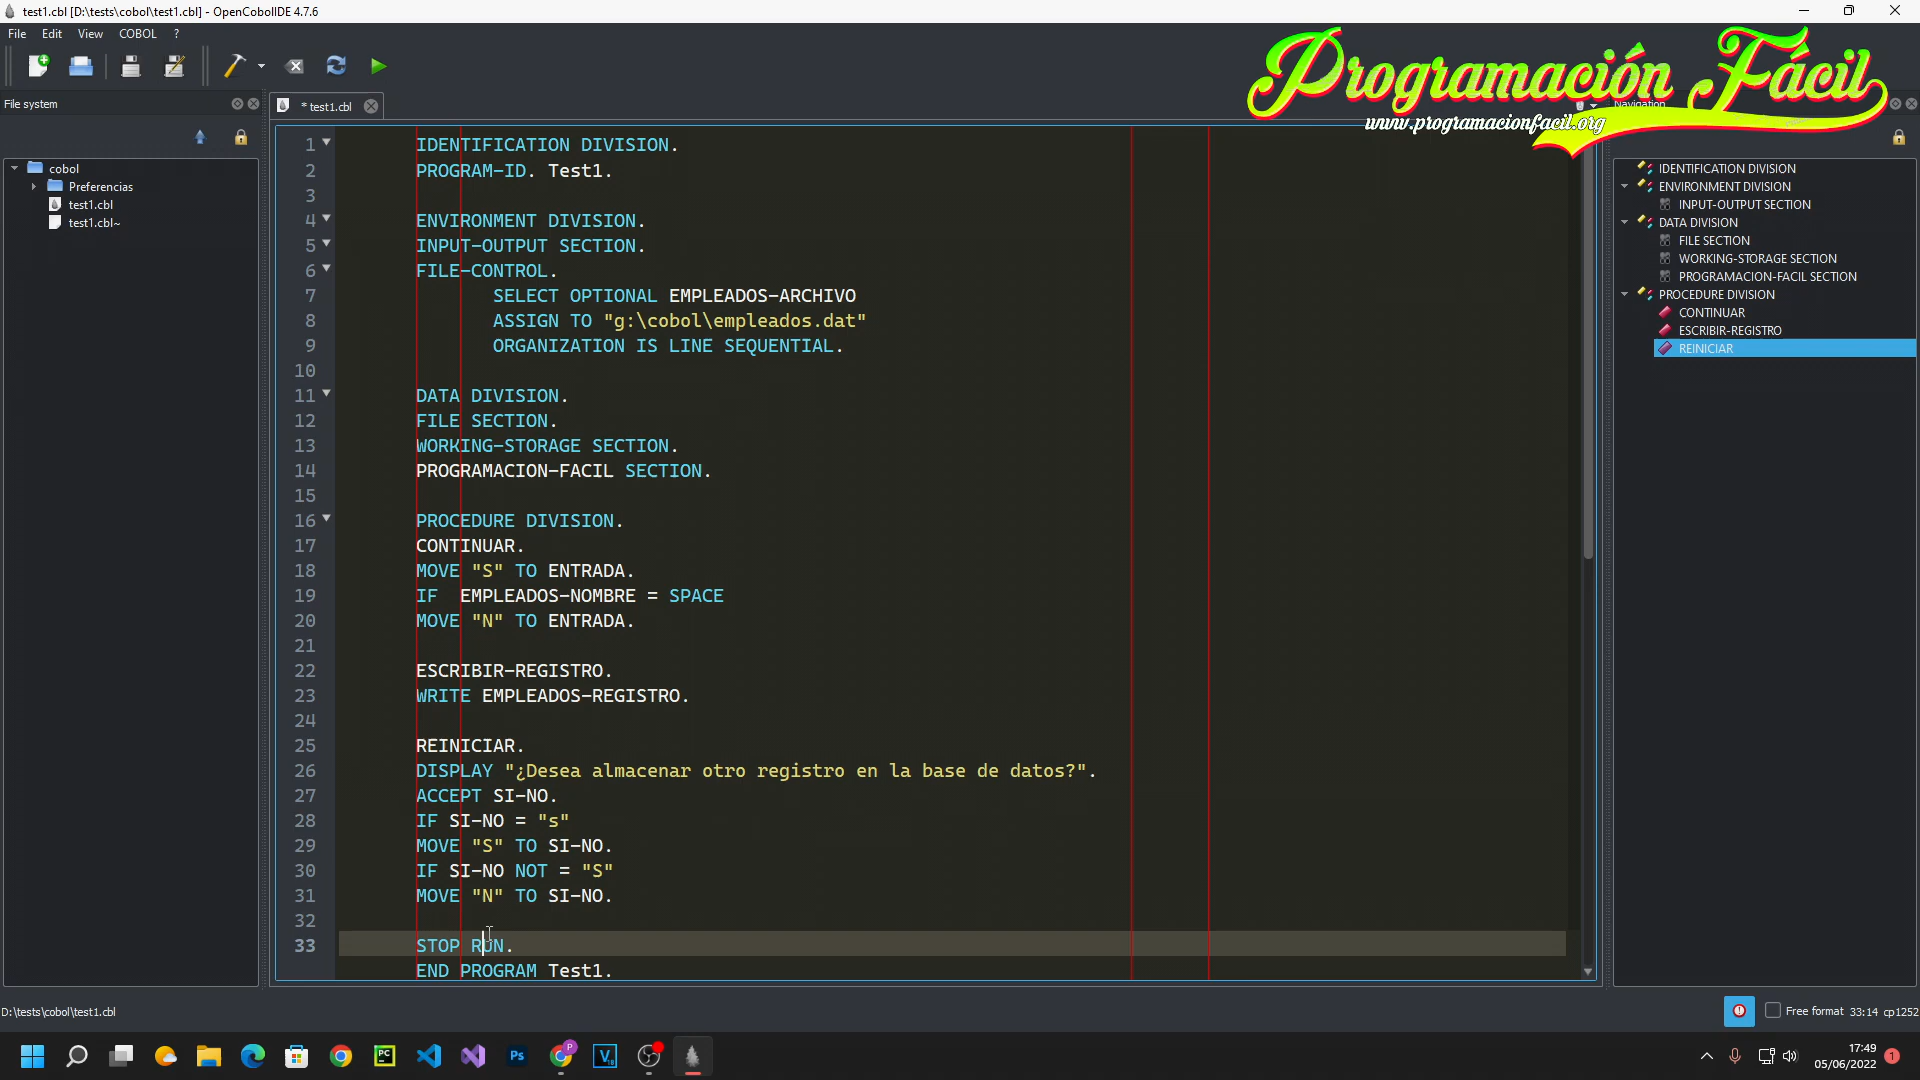 test1.cbl [D:\tests\cobol\test1.cbl] - OpenCobolIDE 4.7.6
File Edit View COBOL ?
Programación Fácil
www.programacionfacil.org
File system
* test1.cbl
Navigation
cobol
Preferencias
test1.cbl
test1.cbl~
1 IDENTIFICATION DIVISION.
2 PROGRAM-ID. Test1.
3
4 ENVIRONMENT DIVISION.
5 INPUT-OUTPUT SECTION.
6 FILE-CONTROL.
7 SELECT OPTIONAL EMPLEADOS-ARCHIVO
8 ASSIGN TO "g:\cobol\empleados.dat"
9 ORGANIZATION IS LINE SEQUENTIAL.
10
11 DATA DIVISION.
12 FILE SECTION.
13 WORKING-STORAGE SECTION.
14 PROGRAMACION-FACIL SECTION.
15
16 PROCEDURE DIVISION.
17 CONTINUAR.
18 MOVE "S" TO ENTRADA.
19 IF  EMPLEADOS-NOMBRE = SPACE
20 MOVE "N" TO ENTRADA.
21
22 ESCRIBIR-REGISTRO.
23 WRITE EMPLEADOS-REGISTRO.
24
25 REINICIAR.
26 DISPLAY "¿Desea almacenar otro registro en la base de datos?".
27 ACCEPT SI-NO.
28 IF SI-NO = "s"
29 MOVE "S" TO SI-NO.
30 IF SI-NO NOT = "S"
31 MOVE "N" TO SI-NO.
32
33 STOP RUN.
END PROGRAM Test1.
IDENTIFICATION DIVISION
ENVIRONMENT DIVISION
INPUT-OUTPUT SECTION
DATA DIVISION
FILE SECTION
WORKING-STORAGE SECTION
PROGRAMACION-FACIL SECTION
PROCEDURE DIVISION
CONTINUAR
ESCRIBIR-REGISTRO
REINICIAR
D:\tests\cobol\test1.cbl
Free format 33:14 cp1252
PC
Ps
P
17:49
05/06/2022
1